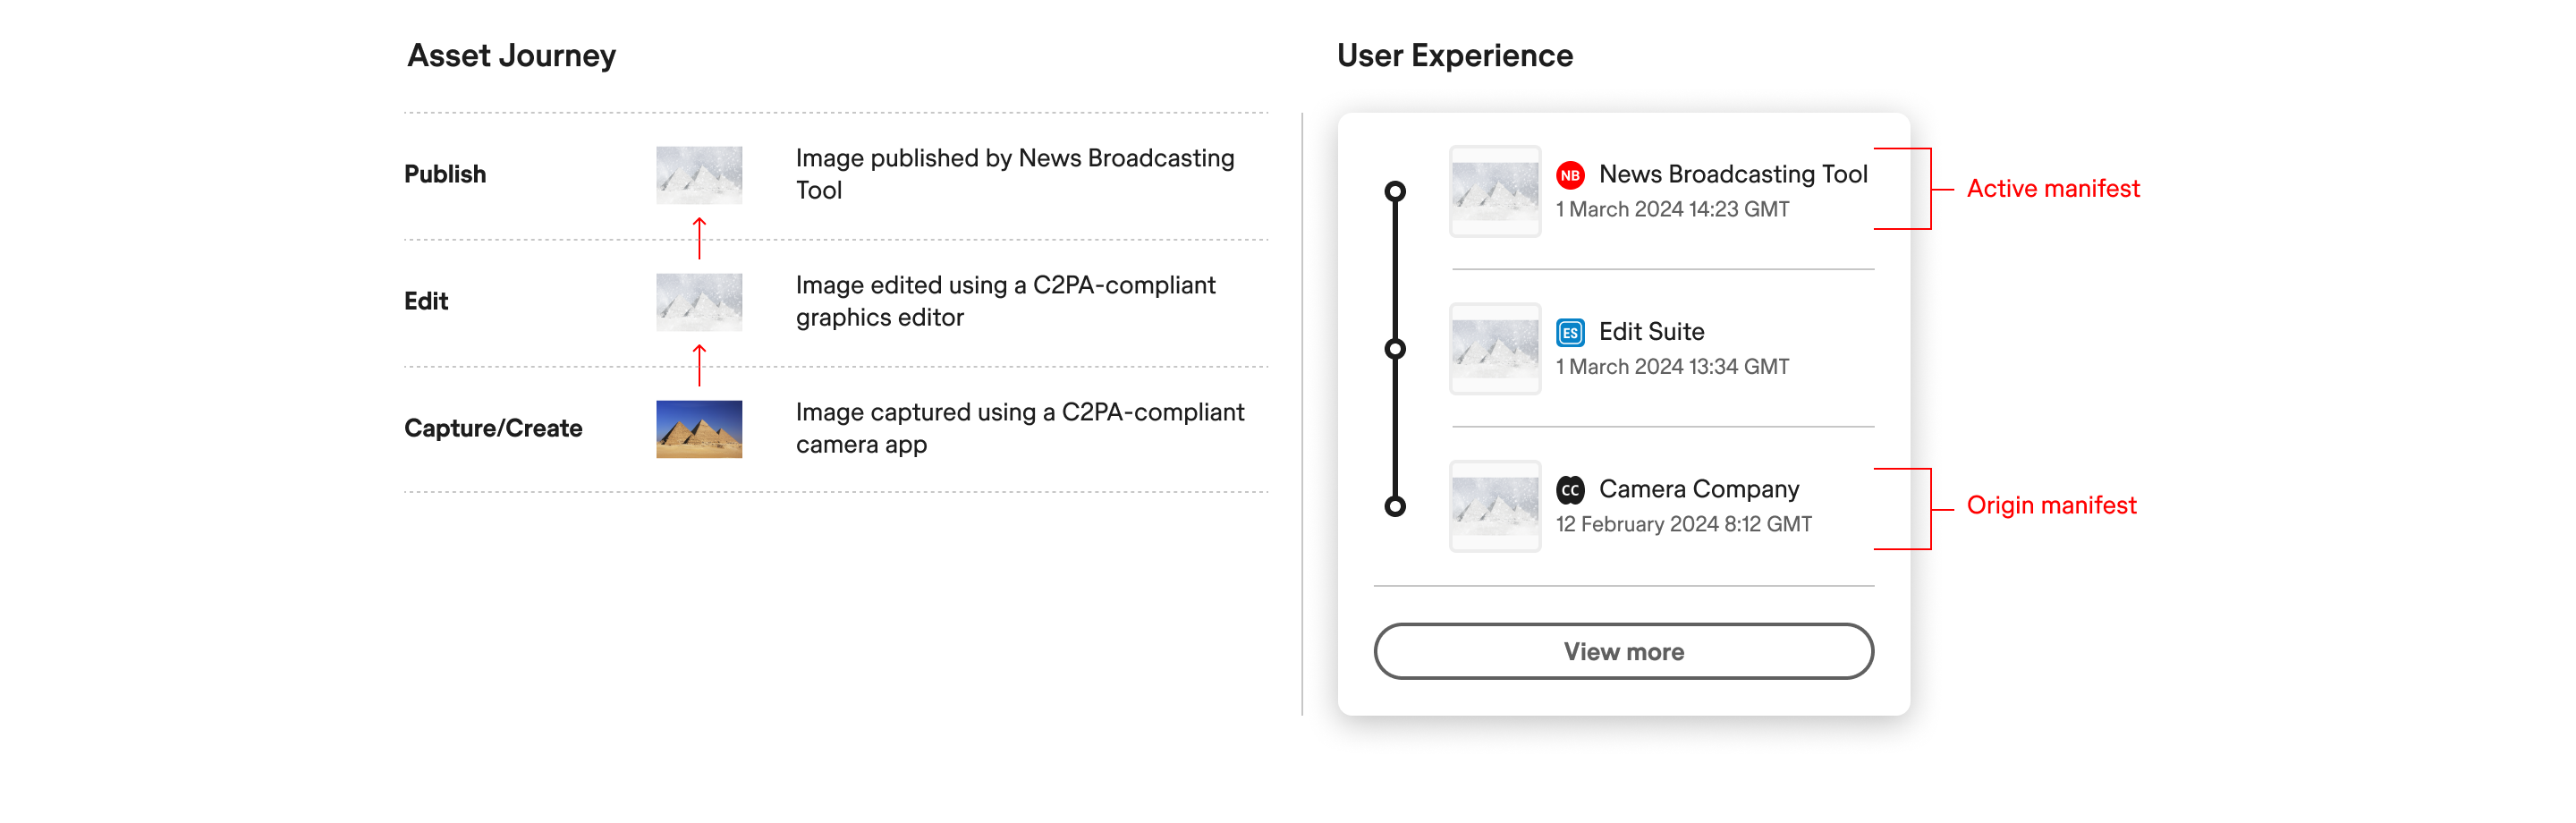 Asset Journey
Publish
Image published by News Broadcasting
Tool
Edit
Image edited using a C2PA-compliant
graphics editor
Capture/Create
Image captured using a C2PA-compliant
camera app
User Experience
NB News Broadcasting Tool
1 March 2024 14:23 GMT
Active manifest
ES Edit Suite
1 March 2024 13:34 GMT
CC Camera Company
12 February 2024 8:12 GMT
Origin manifest
View more